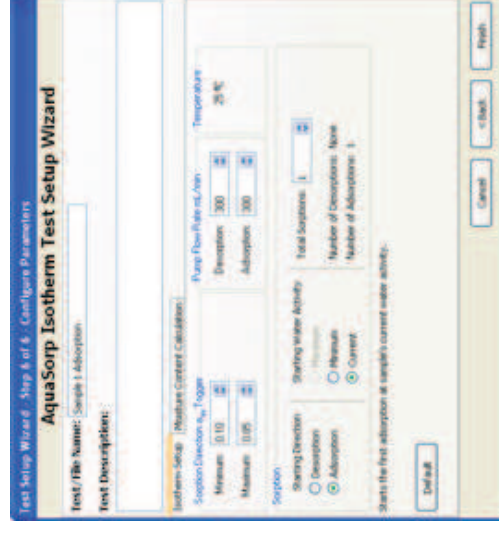 Test Setup Wizard - Step 6 of 6 - Configure Parameters
AquaSorp Isotherm Test Setup Wizard
Test/File Name: Sample 1 Adsorption
Test Description:
Isotherm Setup Moisture Content Calculation
Sorption Direction aw Trigger
Minimum 0.10
Maximum 0.85
Pump Flow Rate mL/min
Desorption 300
Adsorption 300
Temperature
25 ºC
Sorption
Starting Direction
Desorption
Adsorption
Starting Water Activity
Minimum
Current
Total Sorptions: 1
Number of Desorptions: None
Number of Adsorptions: 1
Starts the first adsorption at sample's current water activity.
Default
Cancel < Back Finish